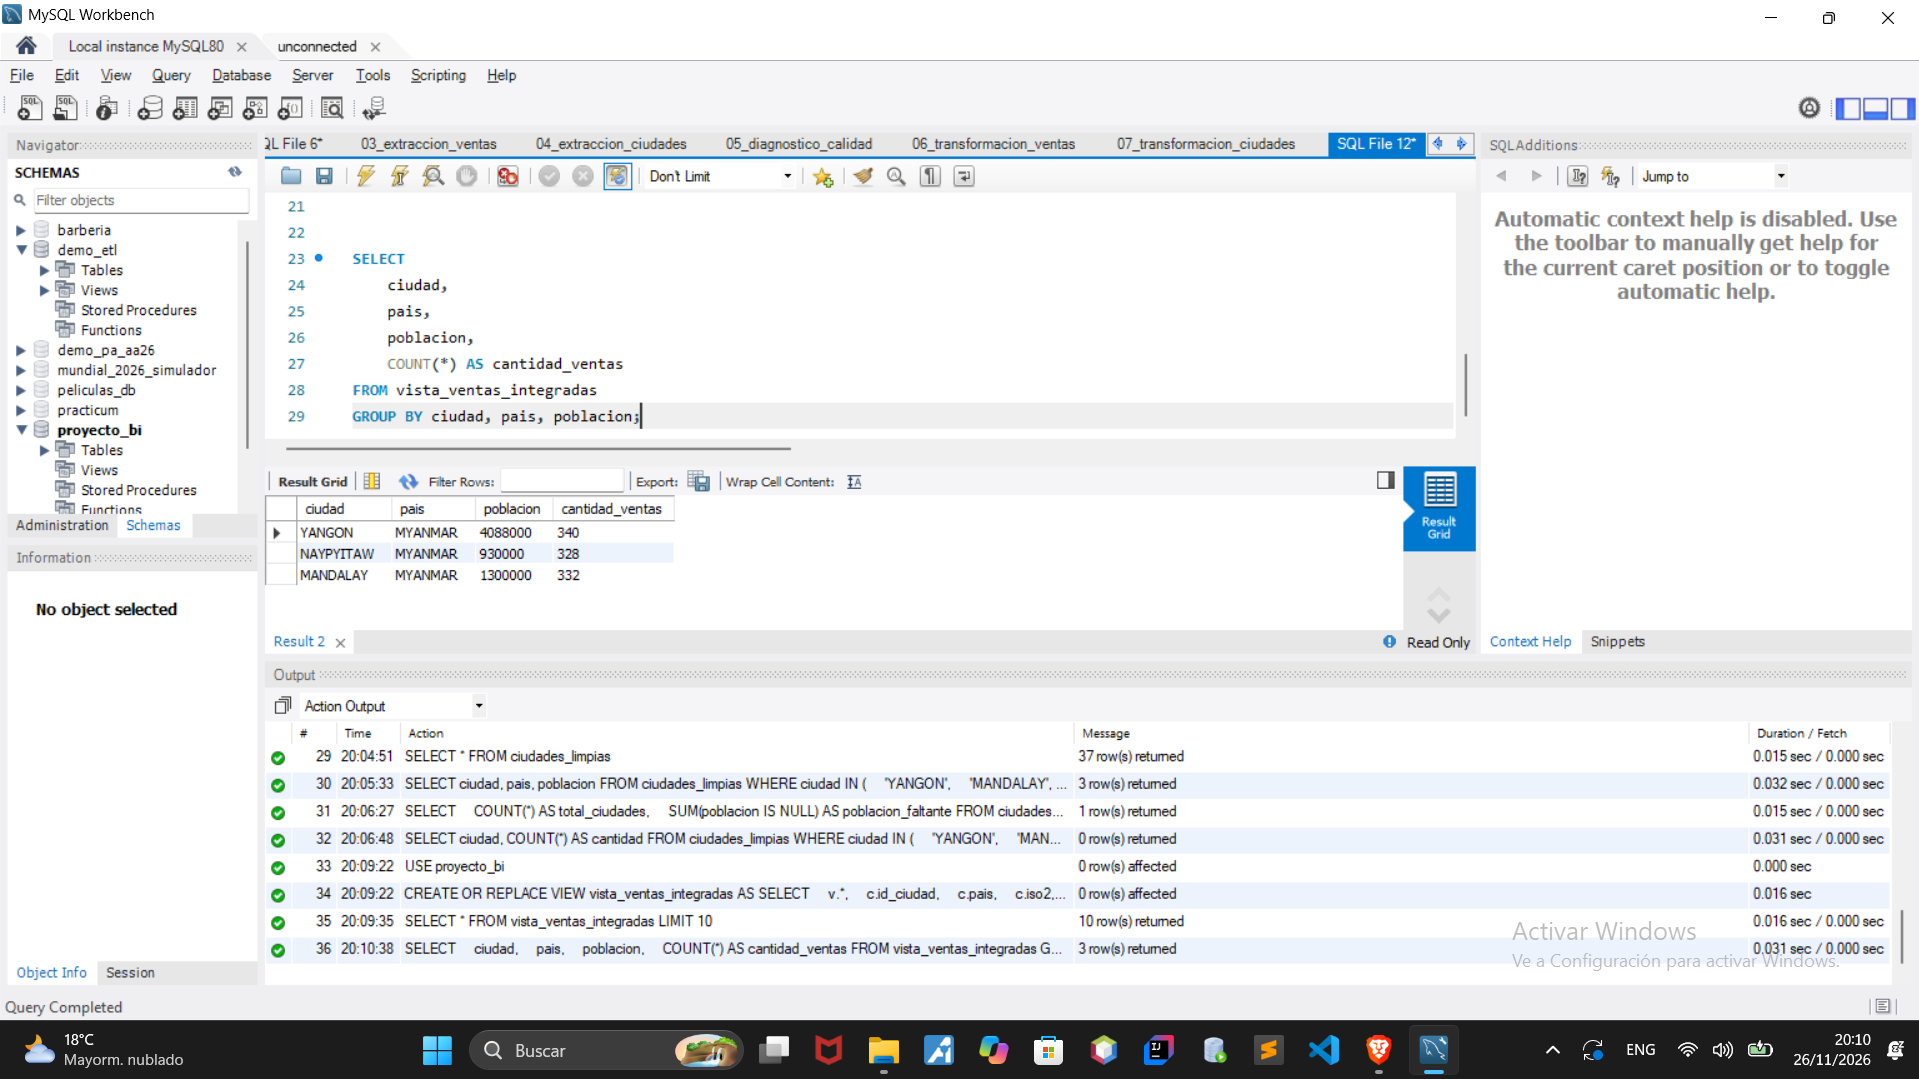 MySQL Workbench
Local instance MySQL80
unconnected
File Edit View Query Database Server Tools Scripting Help
Navigator
QL File 6* 03_extraccion_ventas 04_extraccion_ciudades 05_diagnostico_calidad 06_transformacion_ventas 07_transformacion_ciudades SQL File 12*
SQLAdditions
SCHEMAS
Filter objects
barberia
demo_etl
Tables
Views
Stored Procedures
Functions
demo_pa_aa26
mundial_2026_simulador
peliculas_db
practicum
proyecto_bi
Tables
Views
Stored Procedures
Functions
Administration Schemas
Information
No object selected
Object Info Session
Don't Limit
21
22
23 SELECT
24 ciudad,
25 pais,
26 poblacion,
27 COUNT(*) AS cantidad_ventas
28 FROM vista_ventas_integradas
29 GROUP BY ciudad, pais, poblacion;
Jump to
Automatic context help is disabled. Use
the toolbar to manually get help for
the current caret position or to toggle
automatic help.
Result Grid Filter Rows: Export: Wrap Cell Content:
ciudad pais poblacion cantidad_ventas
YANGON MYANMAR 4088000 340
NAYPYITAW MYANMAR 930000 328
MANDALAY MYANMAR 1300000 332
Result
Grid
Result 2
Read Only
Context Help Snippets
Output
Action Output
# Time Action Message Duration / Fetch
29 20:04:51 SELECT * FROM ciudades_limpias 37 row(s) returned 0.015 sec / 0.000 sec
30 20:05:33 SELECT ciudad, pais, poblacion FROM ciudades_limpias WHERE ciudad IN ( 'YANGON', 'MANDALAY', ... 3 row(s) returned 0.032 sec / 0.000 sec
31 20:06:27 SELECT COUNT(*) AS total_ciudades, SUM(poblacion IS NULL) AS poblacion_faltante FROM ciudades... 1 row(s) returned 0.015 sec / 0.000 sec
32 20:06:48 SELECT ciudad, COUNT(*) AS cantidad FROM ciudades_limpias WHERE ciudad IN ( 'YANGON', 'MAN... 0 row(s) returned 0.031 sec / 0.000 sec
33 20:09:22 USE proyecto_bi 0 row(s) affected 0.000 sec
34 20:09:22 CREATE OR REPLACE VIEW vista_ventas_integradas AS SELECT v.*, c.id_ciudad, c.pais, c.iso2,... 0 row(s) affected 0.016 sec
35 20:09:35 SELECT * FROM vista_ventas_integradas LIMIT 10 10 row(s) returned 0.016 sec / 0.000 sec
36 20:10:38 SELECT ciudad, pais, poblacion, COUNT(*) AS cantidad_ventas FROM vista_ventas_integradas G... 3 row(s) returned 0.031 sec / 0.000 sec
Activar Windows
Ve a Configuración para activar Windows.
Query Completed
18°C
Mayorm. nublado
Buscar
ENG
20:10
26/11/2026